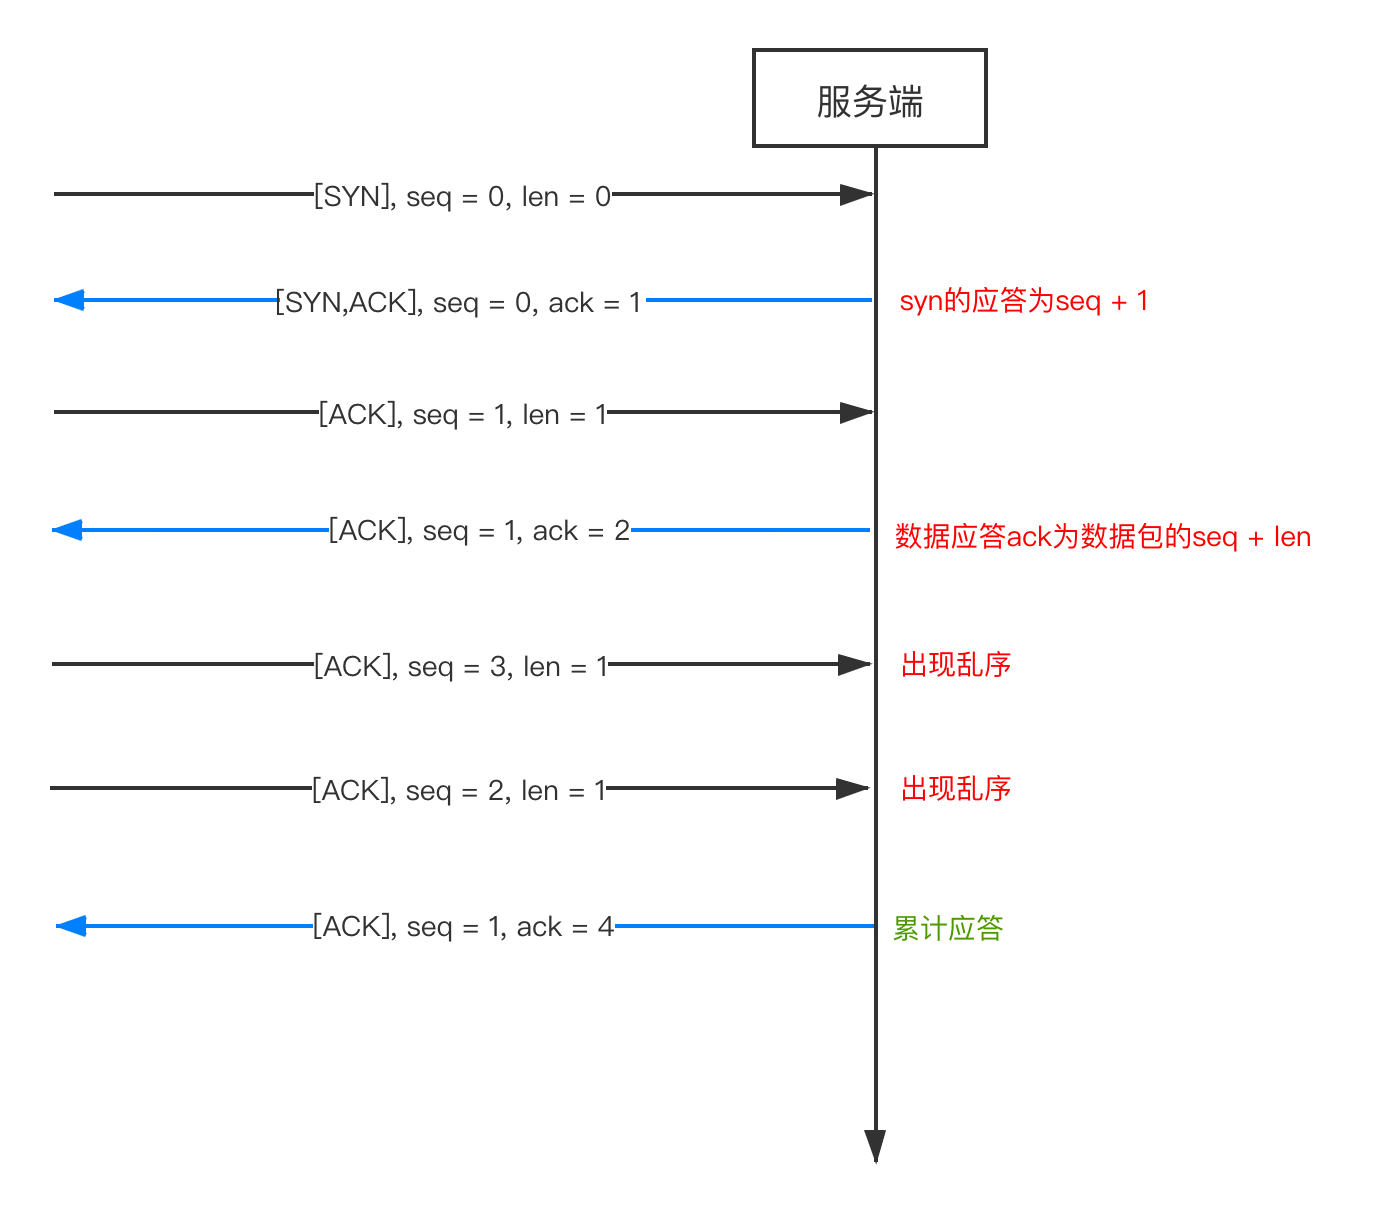 服务端
[SYN], seq = 0, len = 0
[SYN,ACK], seq = 0, ack = 1
syn的应答为seq + 1
[ACK], seq = 1, len = 1
[ACK], seq = 1, ack = 2
数据应答ack为数据包的seq + len
[ACK], seq = 3, len = 1
出现乱序
[ACK], seq = 2, len = 1
出现乱序
[ACK], seq = 1, ack = 4
累计应答